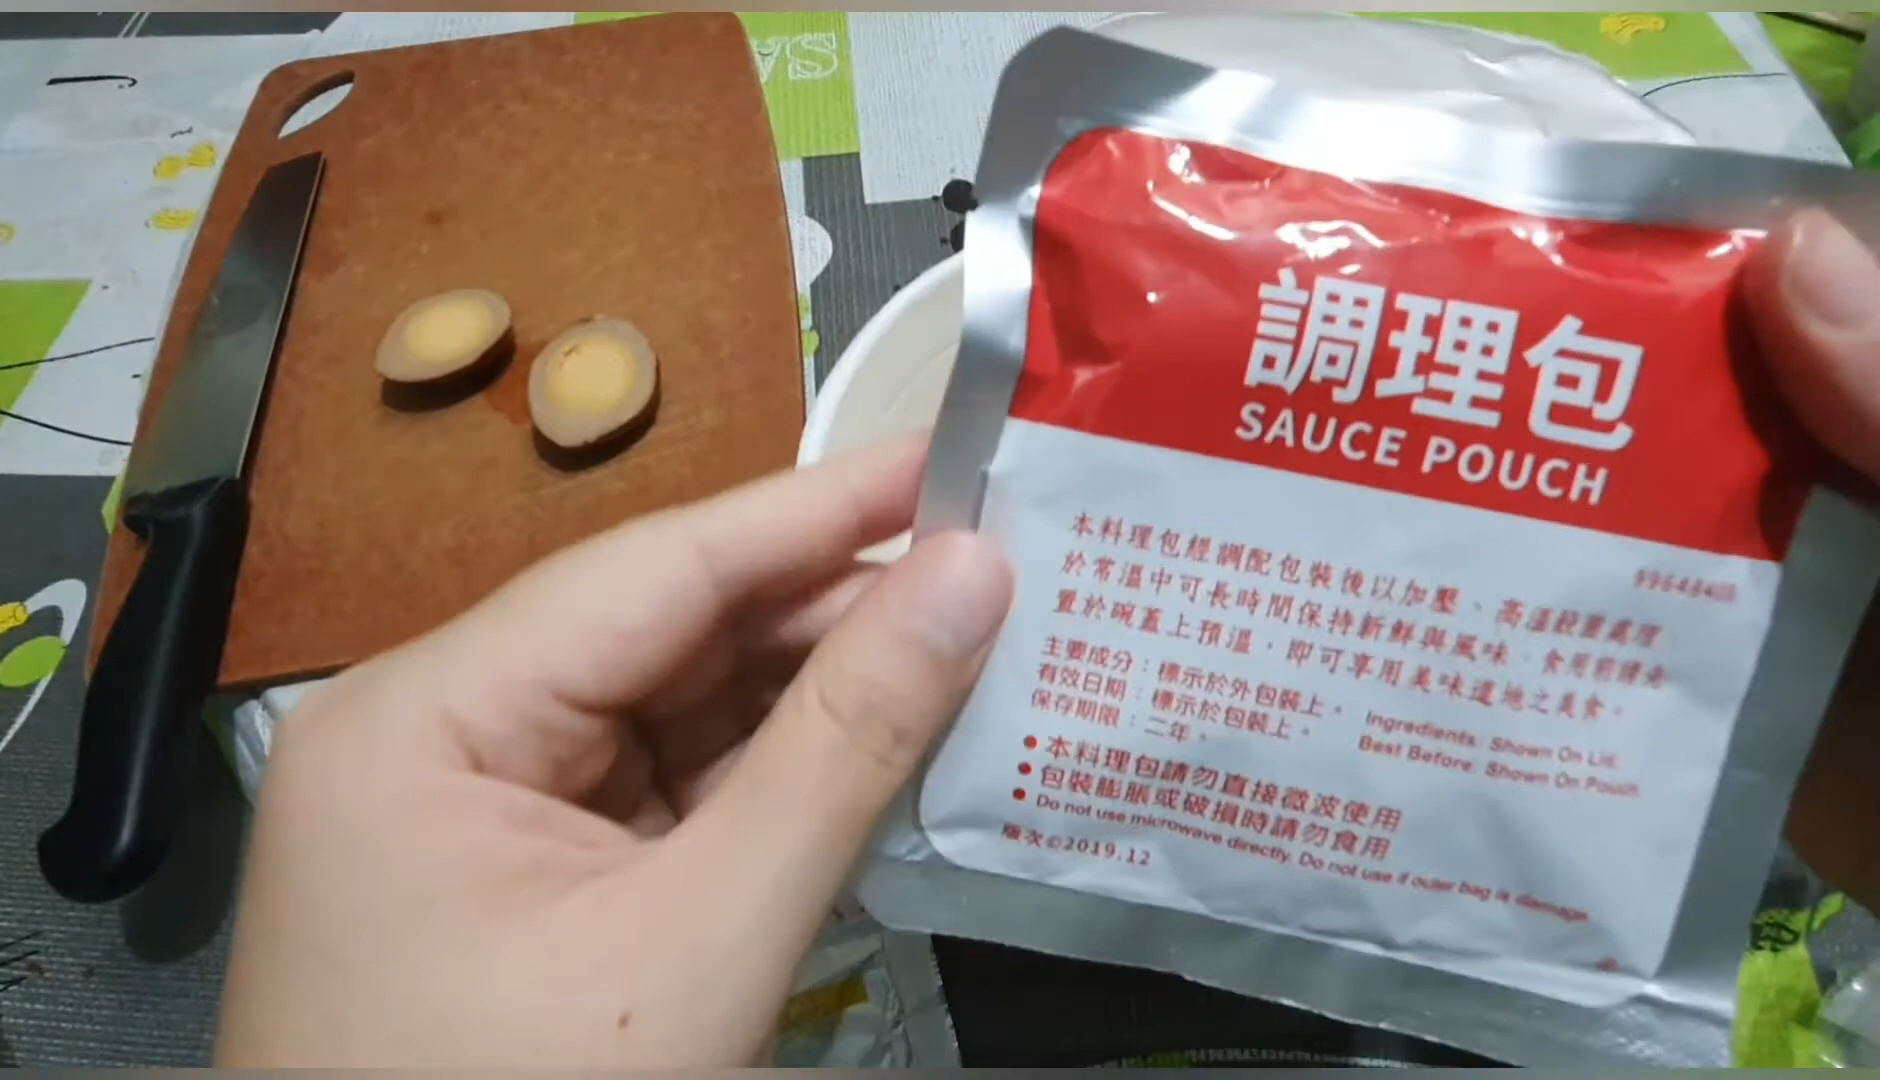 SA
調理包
SAUCE POUCH
本料理包經調配包裝後以加壓、高溫殺菌處理
於常溫中可長時間保持新鮮與風味。食用前請先
置於碗蓋上預溫，即可享用美味道地之美食。
主要成分：標示於外包裝上。
有效日期：標示於包裝上。
保存期限：二年。
Ingredients: Shown On Lid.
Best Before: Shown On Pouch.
● 本料理包請勿直接微波使用
● 包裝膨脹或破損時請勿食用
● Do not use microwave directly. Do not use if outer bag is damage.
版次©2019.12